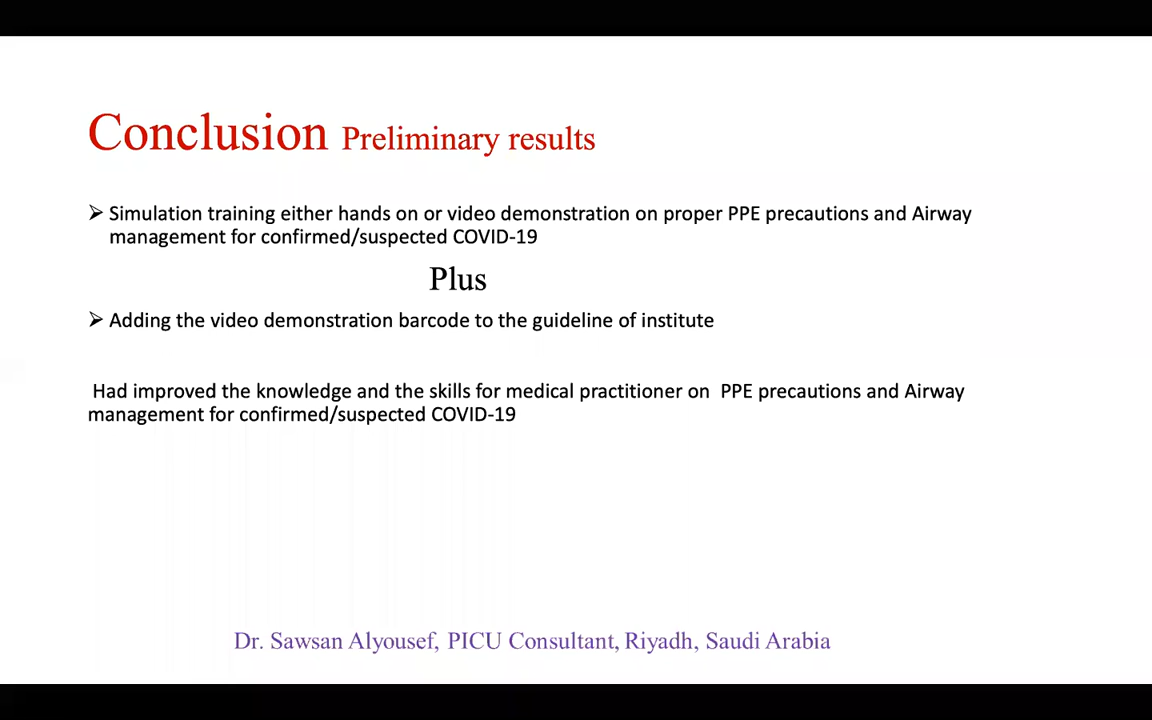 Conclusion Preliminary results
➢ Simulation training either hands on or video demonstration on proper PPE precautions and Airway
management for confirmed/suspected COVID-19
Plus
➢ Adding the video demonstration barcode to the guideline of institute
Had improved the knowledge and the skills for medical practitioner on PPE precautions and Airway
management for confirmed/suspected COVID-19
Dr. Sawsan Alyousef, PICU Consultant, Riyadh, Saudi Arabia